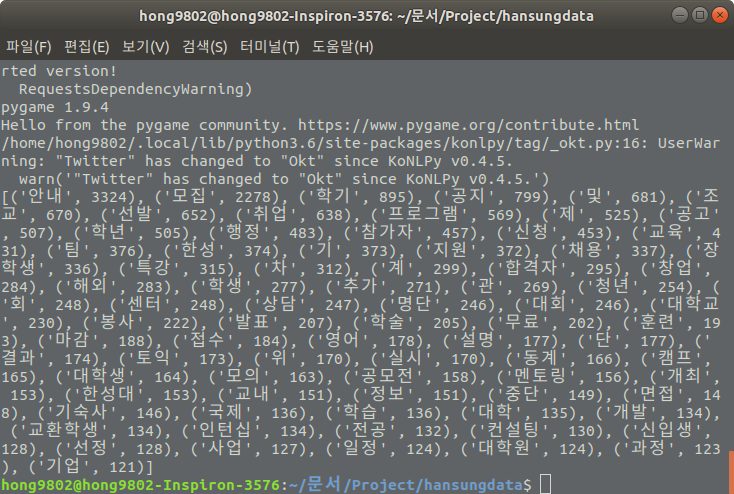 hong9802@hong9802-Inspiron-3576: ~/문서/Project/hansungdata
파일(F) 편집(E) 보기(V) 검색(S) 터미널(T) 도움말(H)
rted version!
  RequestsDependencyWarning)
pygame 1.9.4
Hello from the pygame community. https://www.pygame.org/contribute.html
/home/hong9802/.local/lib/python3.6/site-packages/konlpy/tag/_okt.py:16: UserWar
ning: "Twitter" has changed to "Okt" since KoNLPy v0.4.5.
  warn('"Twitter" has changed to "Okt" since KoNLPy v0.4.5.')
[('안내', 3324), ('모집', 2278), ('학기', 895), ('공지', 799), ('및', 681), ('조
교', 670), ('선발', 652), ('취업', 638), ('프로그램', 569), ('제', 525), ('공고'
, 507), ('학년', 505), ('행정', 483), ('참가자', 457), ('신청', 453), ('교육', 4
31), ('팀', 376), ('한성', 374), ('기', 373), ('지원', 372), ('채용', 337), ('장
학생', 336), ('특강', 315), ('차', 312), ('계', 299), ('합격자', 295), ('창업',
284), ('해외', 283), ('학생', 277), ('추가', 271), ('관', 269), ('청년', 254), (
'회', 248), ('센터', 248), ('상담', 247), ('명단', 246), ('대회', 246), ('대학교
', 230), ('봉사', 222), ('발표', 207), ('학술', 205), ('무료', 202), ('훈련', 19
3), ('마감', 188), ('접수', 184), ('영어', 178), ('설명', 177), ('단', 177), ('
결과', 174), ('토익', 173), ('위', 170), ('실시', 170), ('동계', 166), ('캠프',
165), ('대학생', 164), ('모의', 163), ('공모전', 158), ('멘토링', 156), ('개최',
 153), ('한성대', 153), ('교내', 151), ('정보', 151), ('중단', 149), ('면접', 14
8), ('기숙사', 146), ('국제', 136), ('학습', 136), ('대학', 135), ('개발', 134),
 ('교환학생', 134), ('인턴십', 134), ('전공', 132), ('컨설팅', 130), ('신입생',
128), ('선정', 128), ('사업', 127), ('일정', 124), ('대학원', 124), ('과정', 123
), ('기업', 121)]
hong9802@hong9802-Inspiron-3576:~/문서/Project/hansungdata$